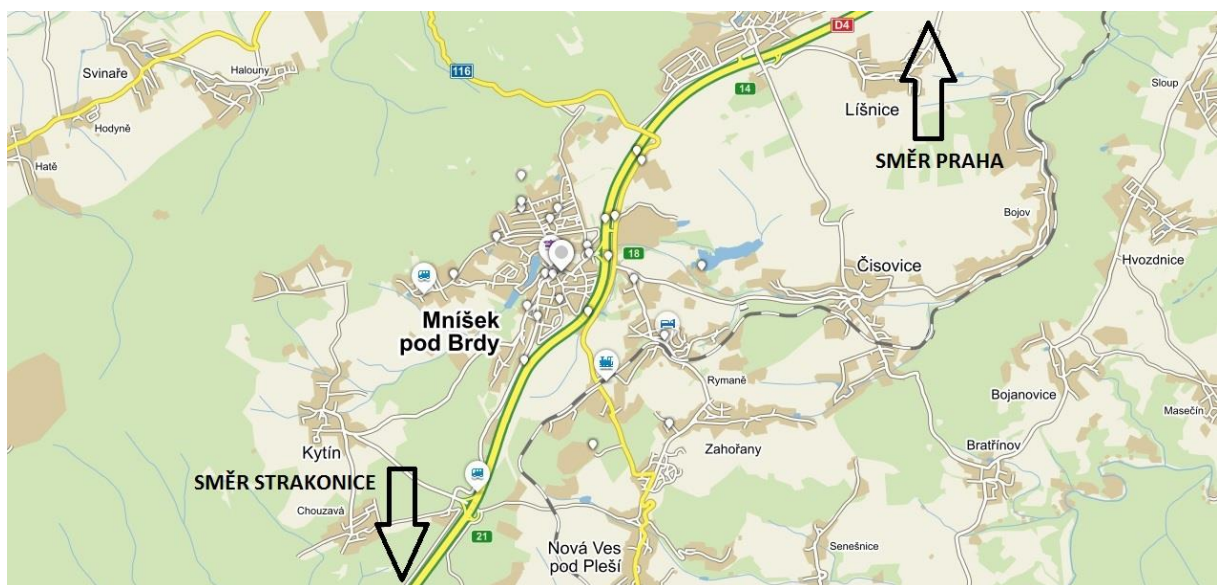 D4
SMĚR PRAHA
116
Svinaře
Halouny
Hodyně
Hatě
14
Líšnice
Sloup
Bojov
Hvozdnice
18
Čisovice
Mníšek
pod Brdy
Rymaně
Bojanovice
Masečín
Kytín
Zahořany
Bratřínov
SMĚR STRAKONICE
Chouzavá
21
Nová Ves
pod Pleší
Senešnice